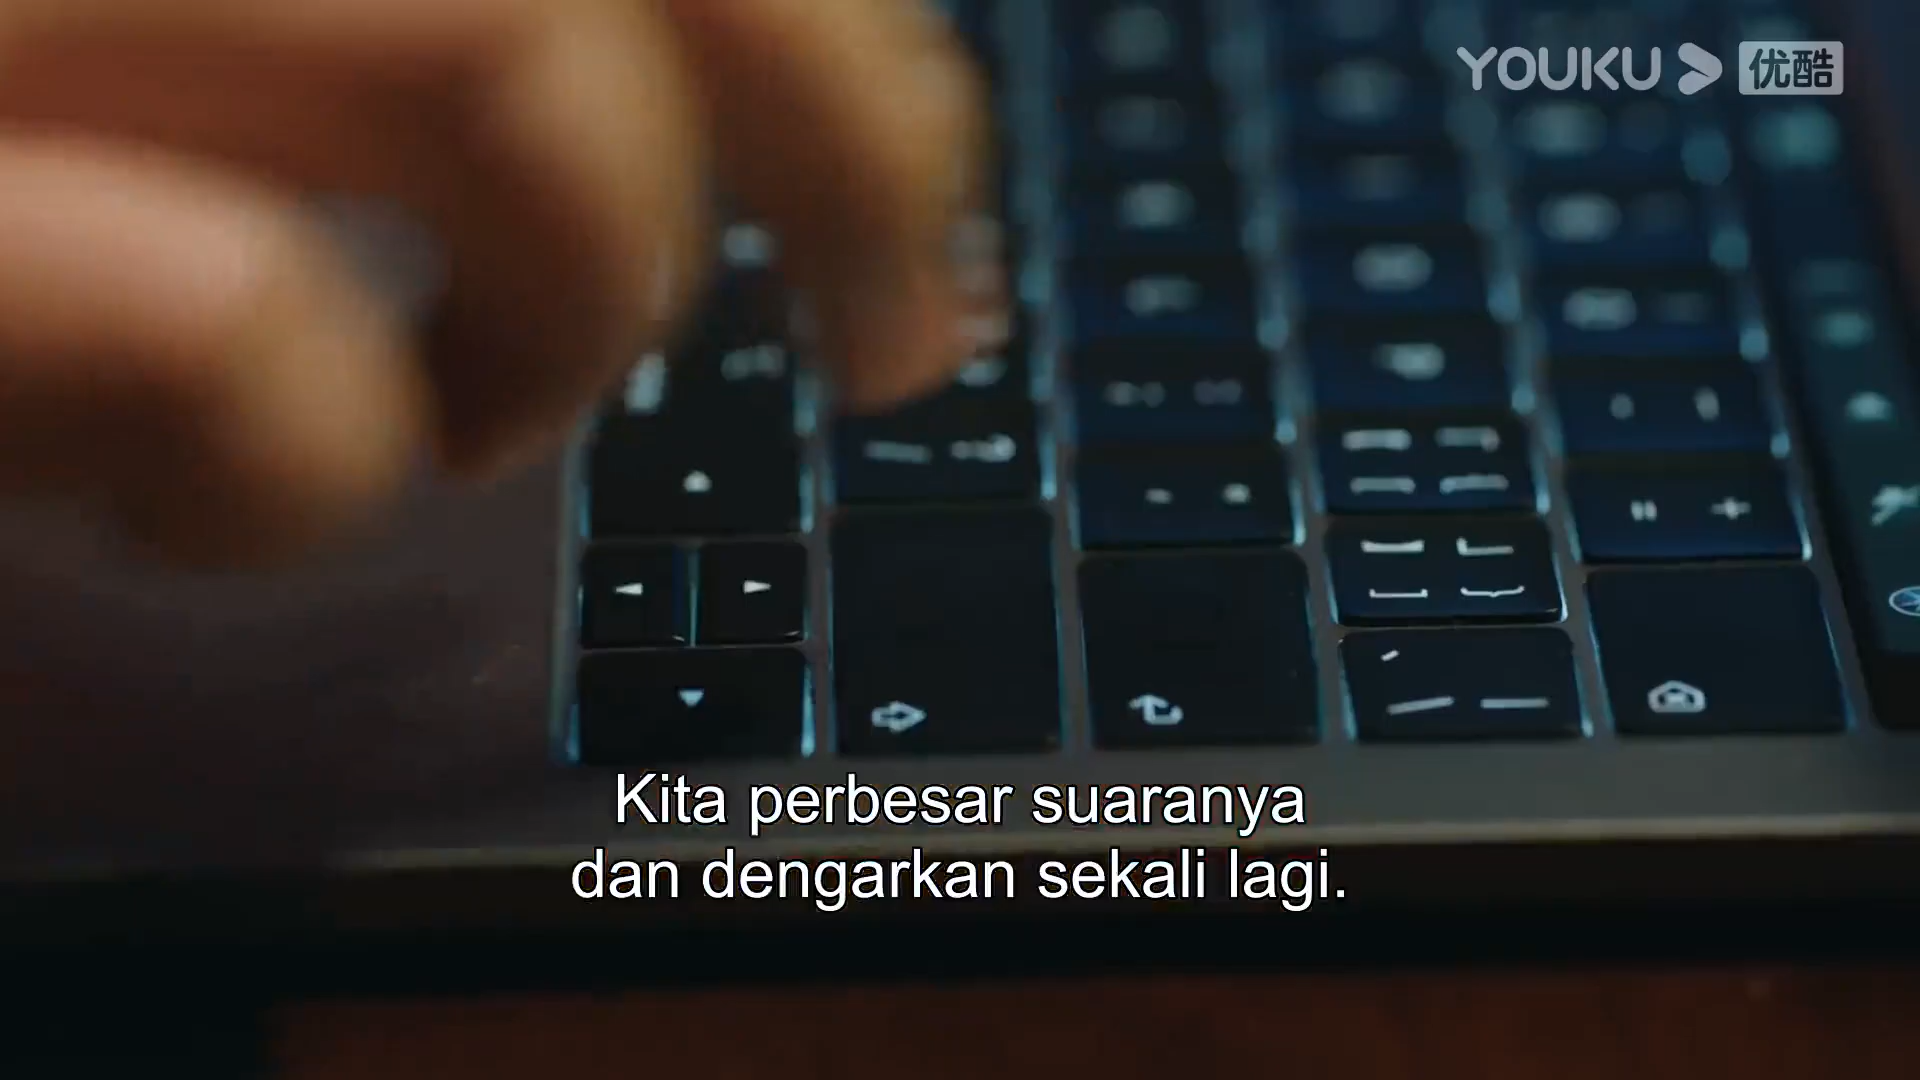 YOUKU 优酷
Kita perbesar suaranya
dan dengarkan sekali lagi.